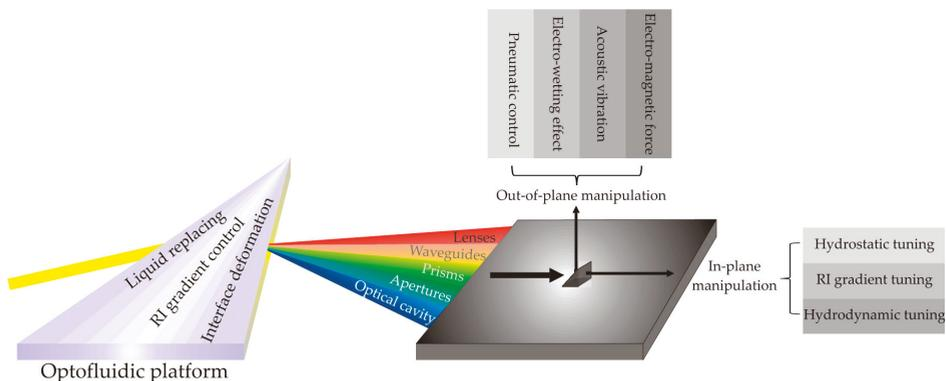 Pneumatic control
Electro-wetting effect
Acoustic vibration
Electro-magnetic force
Out-of-plane manipulation
Liquid replacing
RI gradient control
Interface deformation
Optofluidic platform
Lenses
Waveguides
Prisms
Apertures
Optical cavity
In-plane
manipulation
Hydrostatic tuning
RI gradient tuning
Hydrodynamic tuning